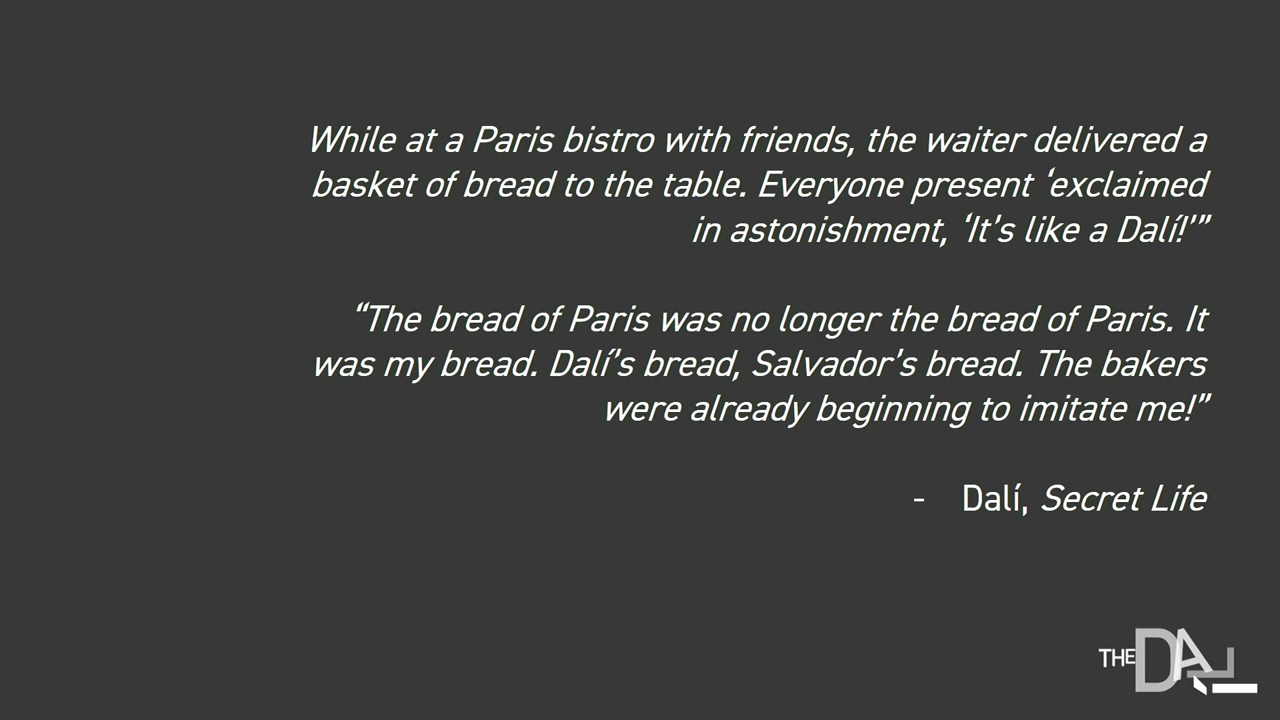 While at a Paris bistro with friends, the waiter delivered a
basket of bread to the table. Everyone present ‘exclaimed
in astonishment, ‘It’s like a Dalí!’”
“The bread of Paris was no longer the bread of Paris. It
was my bread. Dalí’s bread, Salvador’s bread. The bakers
were already beginning to imitate me!”
- Dalí, Secret Life
THE DALÍ